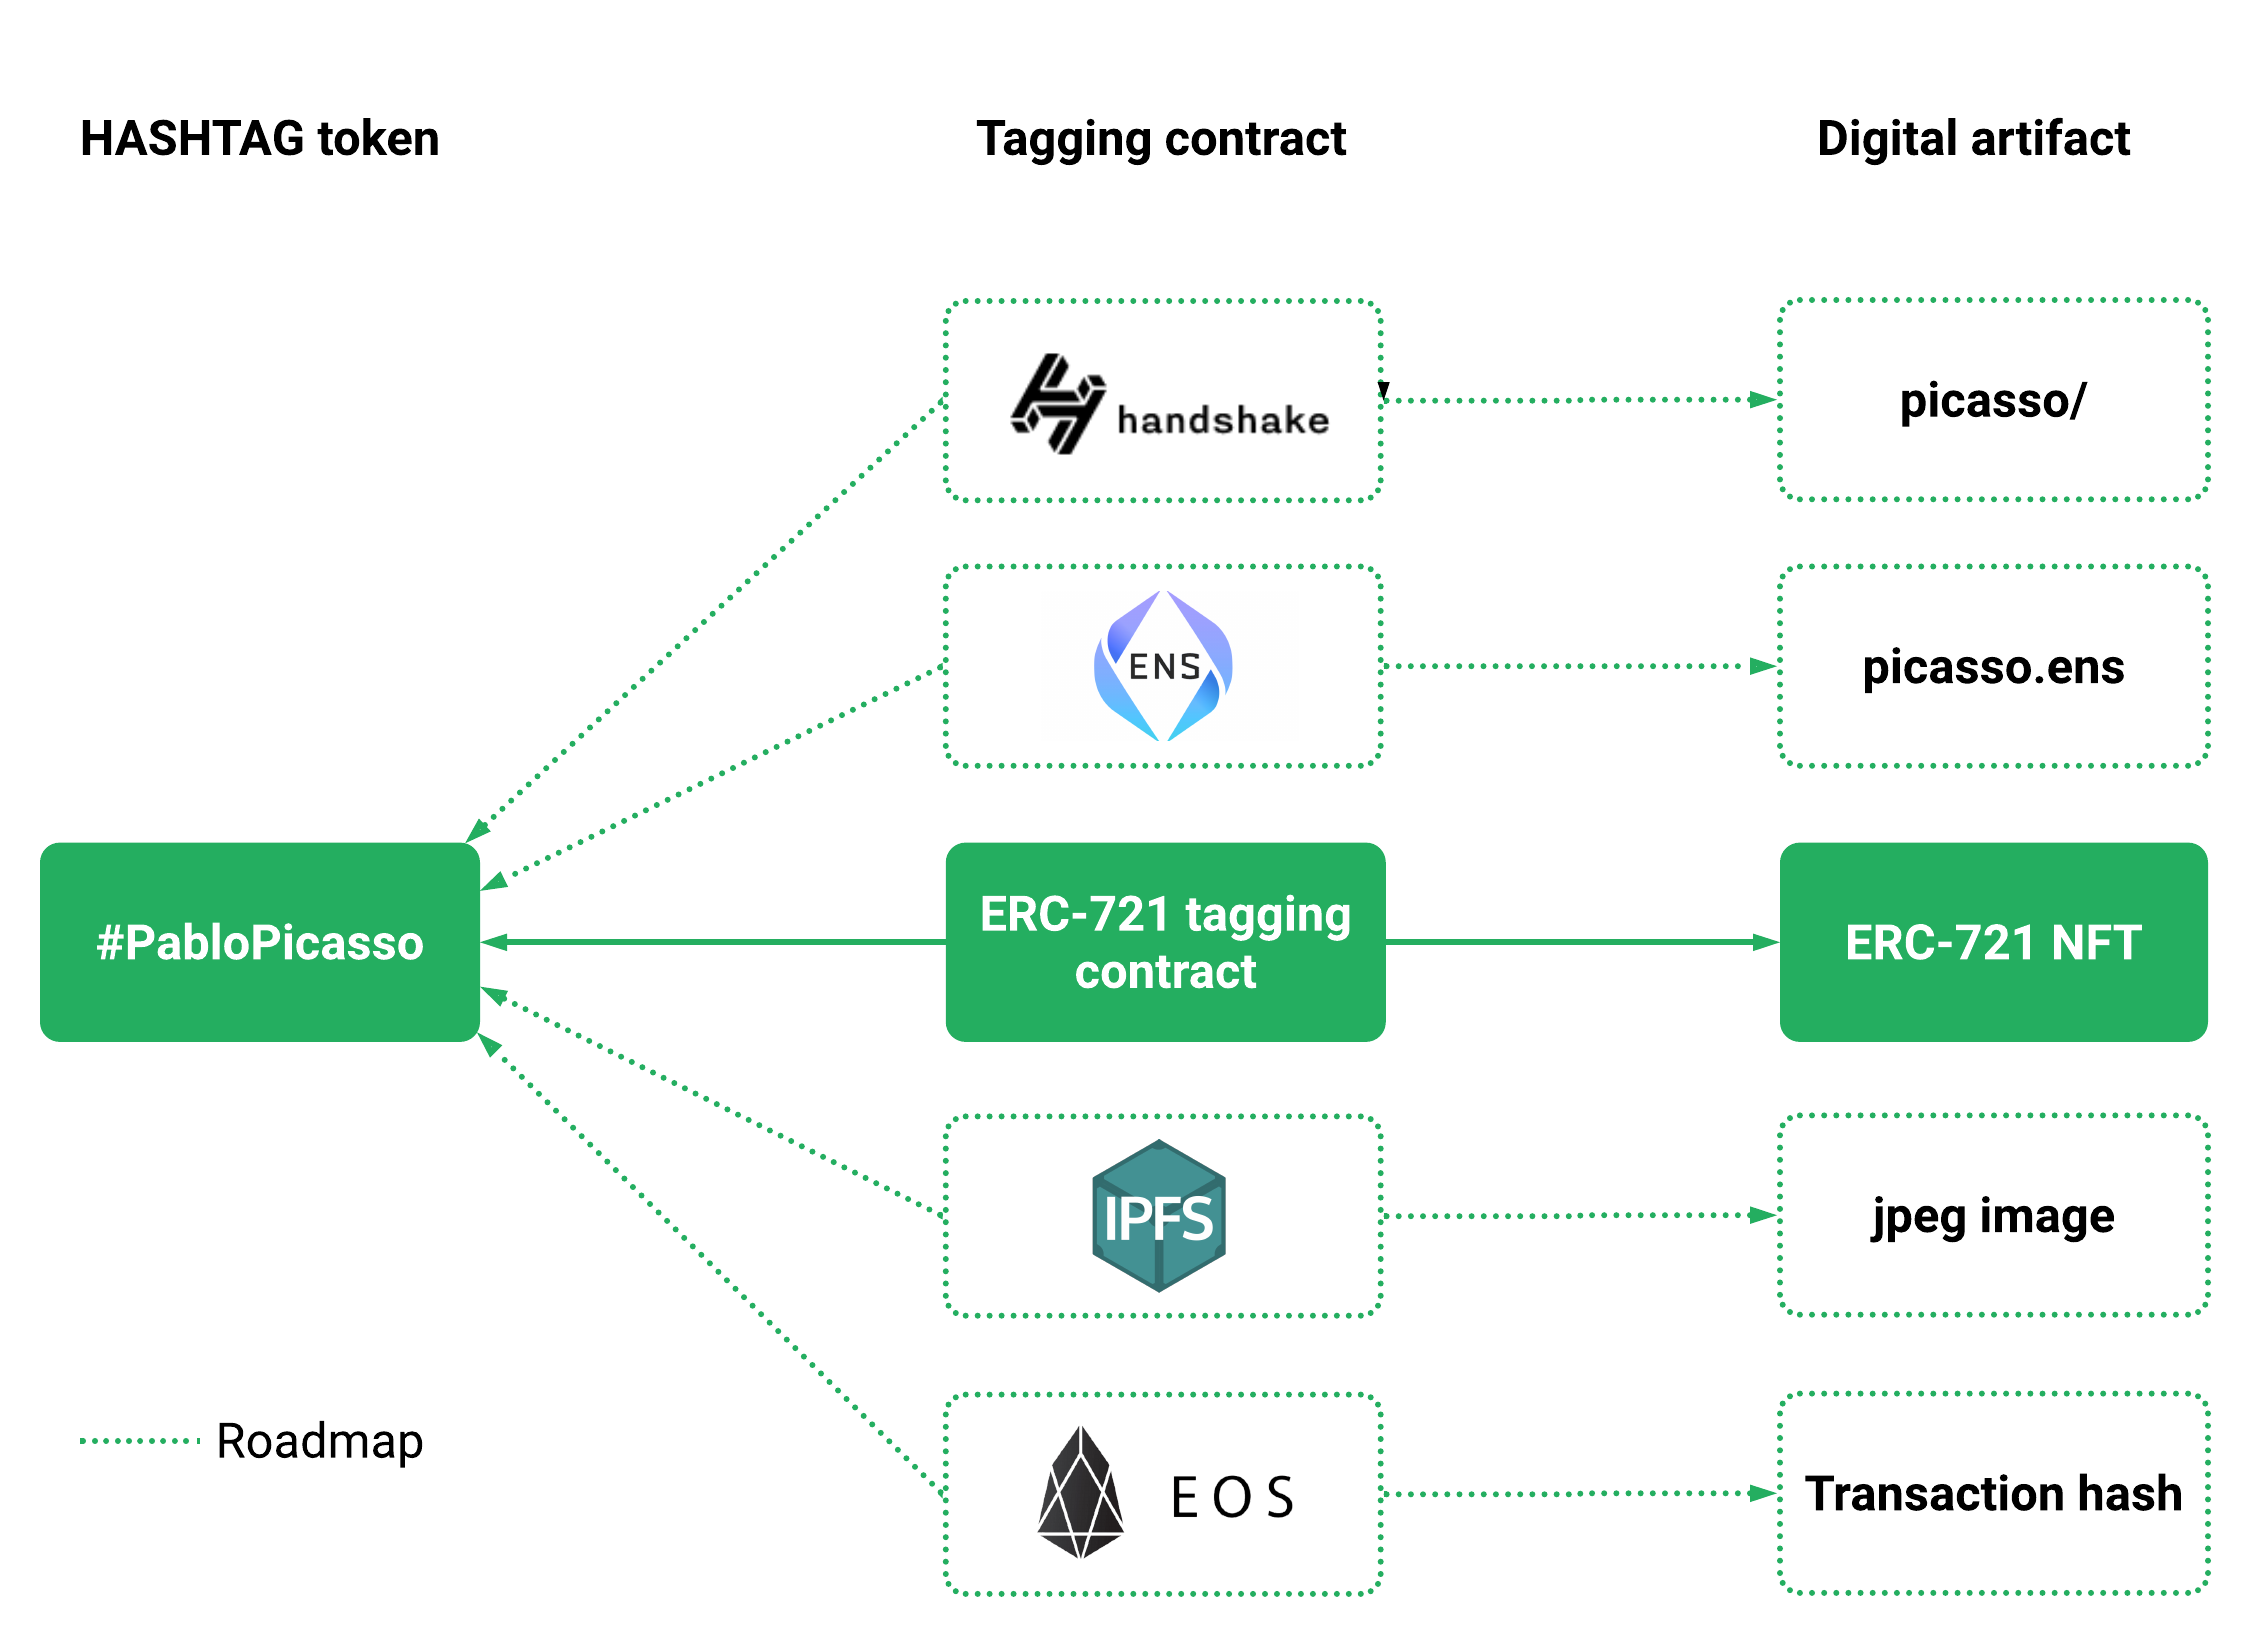 HASHTAG token
Tagging contract
Digital artifact
handshake
picasso/
ENS
picasso.ens
#PabloPicasso
ERC-721 tagging
contract
ERC-721 NFT
IPFS
jpeg image
Roadmap
EOS
Transaction hash